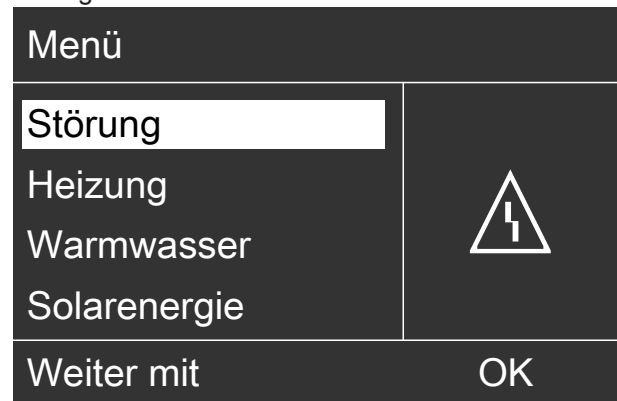 Menü
Störung
Heizung
Warmwasser
Solarenergie
Weiter mit OK